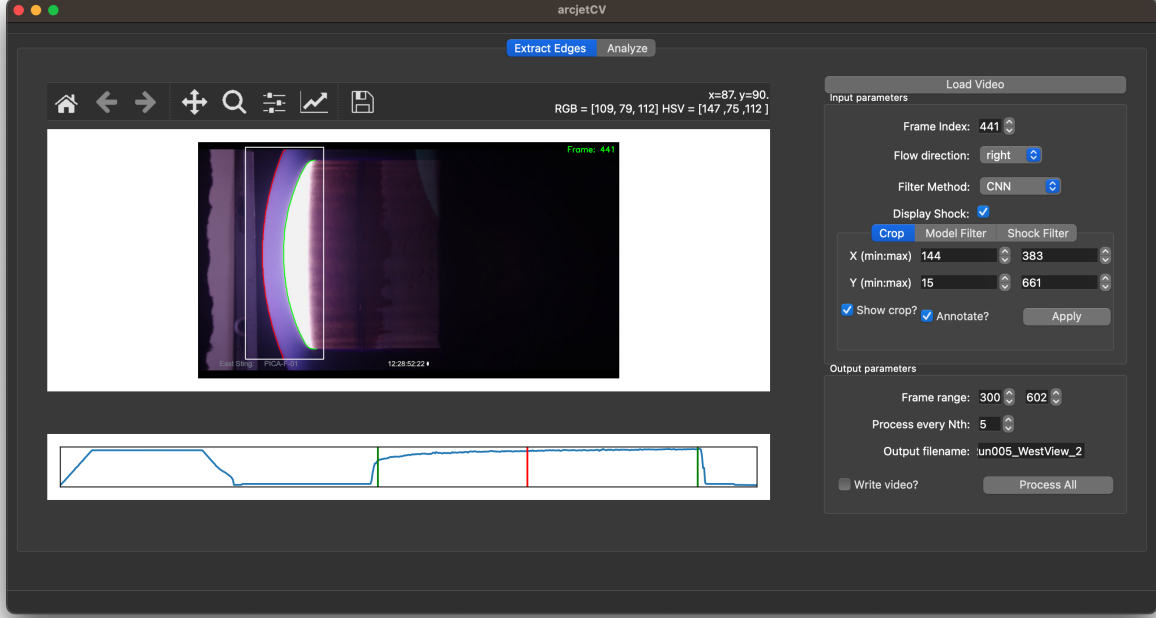 arcjetCV
Extract Edges Analyze
x=87. y=90.
RGB = [109, 79, 112] HSV = [147 ,75 ,112 ]
Frame: 441
East Sting. PICA-F-01 12:28:52:22
Load Video
Input parameters
Frame Index: 441
Flow direction: right
Filter Method: CNN
Display Shock:
Crop Model Filter Shock Filter
X (min:max) 144 383
Y (min:max) 15 661
Show crop? Annotate? Apply
Output parameters
Frame range: 300 602
Process every Nth: 5
Output filename: un005_WestView_2
Write video? Process All